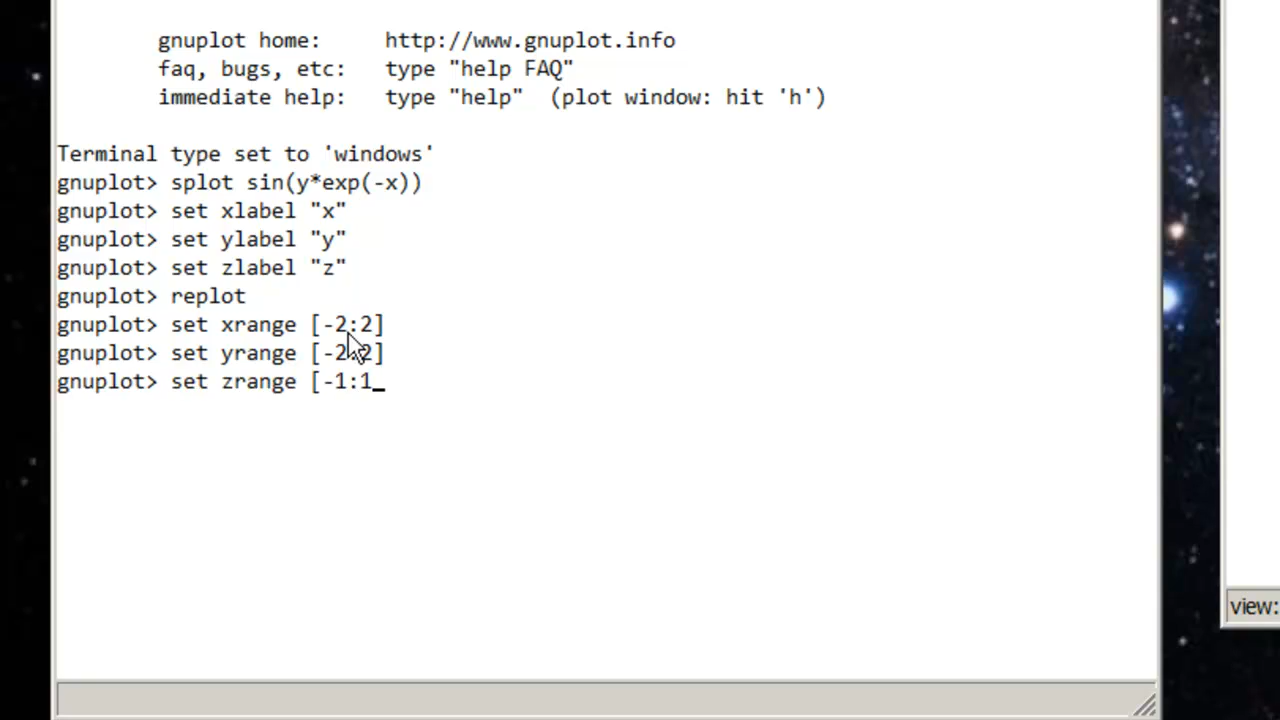 gnuplot home:     http://www.gnuplot.info
faq, bugs, etc:   type "help FAQ"
immediate help:   type "help"  (plot window: hit 'h')
Terminal type set to 'windows'
gnuplot> splot sin(y*exp(-x))
gnuplot> set xlabel "x"
gnuplot> set ylabel "y"
gnuplot> set zlabel "z"
gnuplot> replot
gnuplot> set xrange [-2:2]
gnuplot> set yrange [-2:2]
gnuplot> set zrange [-1:1_
view: